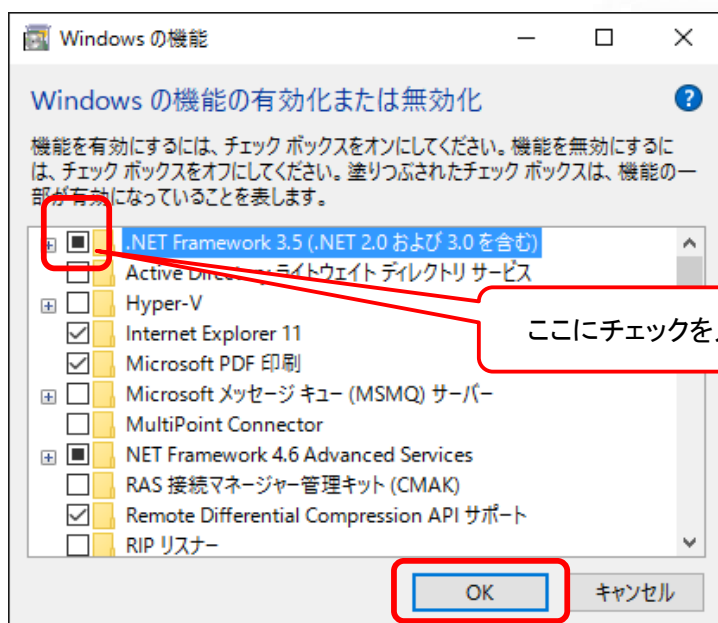 Windows の機能
Windows の機能の有効化または無効化
機能を有効にするには、チェック ボックスをオンにしてください。機能を無効にするに
は、チェック ボックスをオフにしてください。塗りつぶされたチェック ボックスは、機能の一
部が有効になっていることを表します。
.NET Framework 3.5 (.NET 2.0 および 3.0 を含む)
Active Directory ライトウェイト ディレクトリ サービス
Hyper-V
ここにチェックを
Internet Explorer 11
Microsoft PDF 印刷
Microsoft メッセージ キュー (MSMQ) サーバー
MultiPoint Connector
NET Framework 4.6 Advanced Services
RAS 接続マネージャー管理キット (CMAK)
Remote Differential Compression API サポート
RIP リスナー
OK
キャンセル